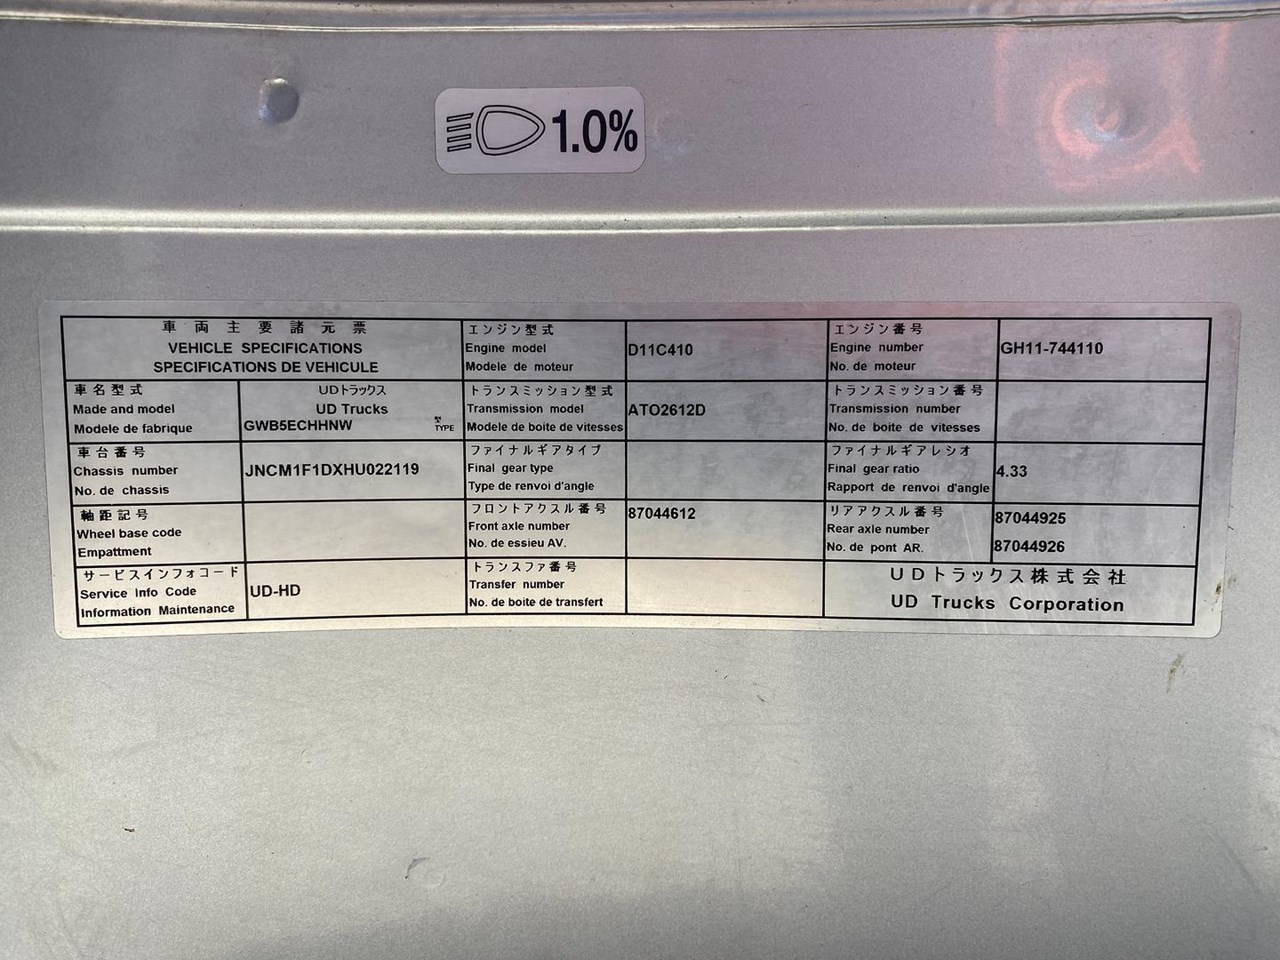 1.0%
車両主要諸元票
VEHICLE SPECIFICATIONS
SPECIFICATIONS DE VEHICULE
エンジン型式
Engine model
Modele de moteur
D11C410
エンジン番号
Engine number
No. de moteur
GH11-744110
車名型式
Made and model
Modele de fabrique
UDトラックス
UD Trucks
GWB5ECHHNW
型
TYPE
トランスミッション型式
Transmission model
Modele de boite de vitesses
ATO2612D
トランスミッション番号
Transmission number
No. de boite de vitesses
車台番号
Chassis number
No. de chassis
JNCM1F1DXHU022119
ファイナルギアタイプ
Final gear type
Type de renvoi d'angle
ファイナルギアレシオ
Final gear ratio
Rapport de renvoi d'angle
4.33
軸距記号
Wheel base code
Empattment
フロントアクスル番号
Front axle number
No. de essieu AV.
87044612
リアアクスル番号
Rear axle number
No. de pont AR.
87044925
87044926
サービスインフォコード
Service Info Code
Information Maintenance
UD-HD
トランスファ番号
Transfer number
No. de boite de transfert
UDトラックス株式会社
UD Trucks Corporation